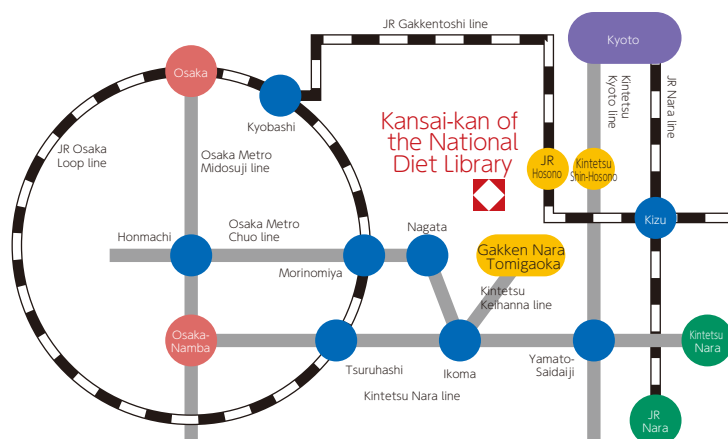 JR Gakkentoshi line
Kyoto
Osaka
Kyobashi
Kintetsu
Kyoto line
JR Nara line
JR Osaka
Loop line
Osaka Metro
Midosuji line
Kansai-kan of
the National
Diet Library
JR
Hosono
Kintetsu
Shin-Hosono
Kizu
Osaka Metro
Chuo line
Honmachi
Morinomiya
Nagata
Gakken Nara
Tomigaoka
Kintetsu
Keihanna line
Osaka-
Namba
Tsuruhashi
Ikoma
Yamato-
Saidaiji
Kintetsu
Nara
Kintetsu Nara line
JR
Nara